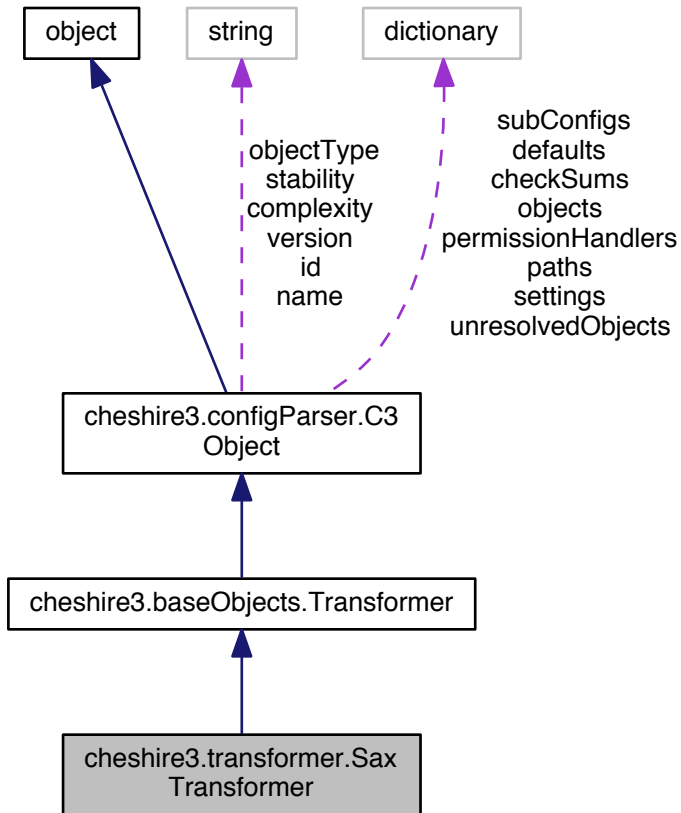 object
string
dictionary
objectType
stability
complexity
version
id
name
subConfigs
defaults
checkSums
objects
permissionHandlers
paths
settings
unresolvedObjects
cheshire3.configParser.C3
Object
cheshire3.baseObjects.Transformer
cheshire3.transformer.Sax
Transformer